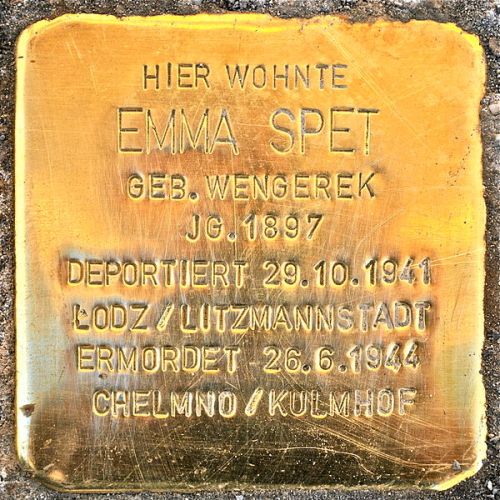 HIER WOHNTE
EMMA SPET
GEB. WENGEREK
JG. 1897
DEPORTIERT 29.10.1941
ŁODZ / LITZMANNSTADT
ERMORDET 26.6.1944
CHELMNO / KULMHOF